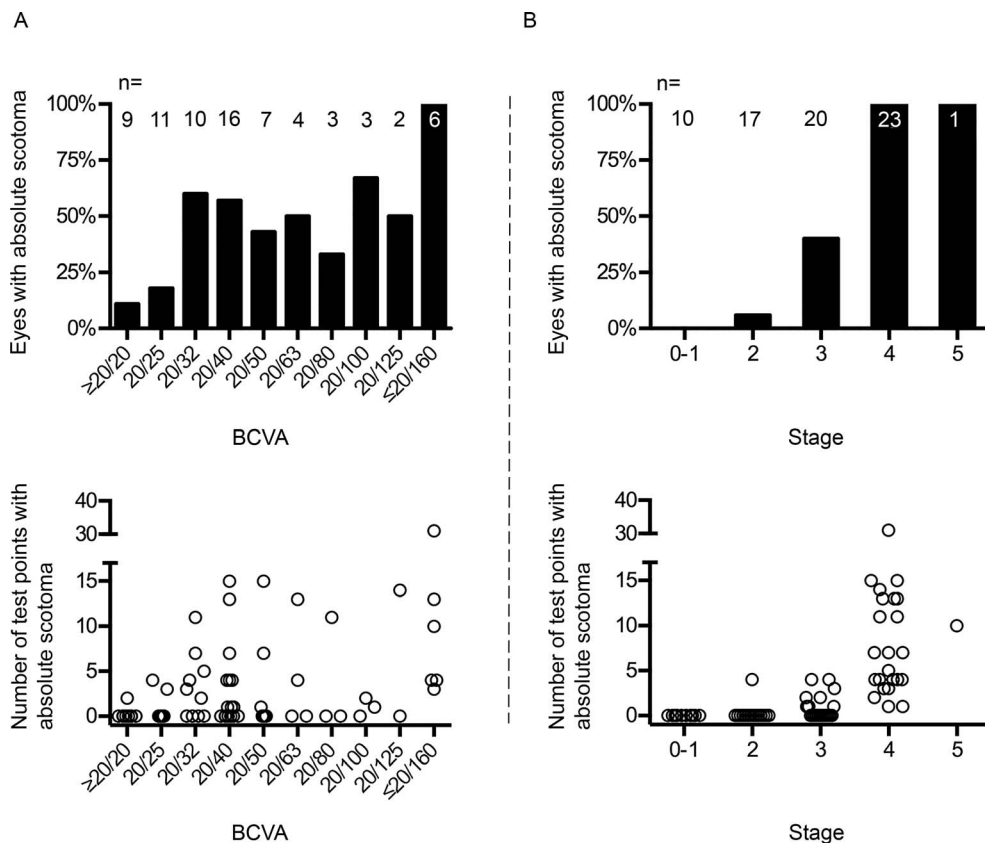 A
n=
100%
75%
50%
25%
0%
Eyes with absolute scotoma
9 11 10 16 7 4 3 3 2 6
≥20/20 20/25 20/32 20/40 20/50 20/63 20/80 20/100 20/125 ≤20/160
BCVA
40
30
15
10
5
0
Number of test points with
absolute scotoma
≥20/20 20/25 20/32 20/40 20/50 20/63 20/80 20/100 20/125 ≤20/160
BCVA
B
n=
100%
75%
50%
25%
0%
Eyes with absolute scotoma
10 17 20 23 1
0-1 2 3 4 5
Stage
40
30
15
10
5
0
Number of test points with
absolute scotoma
0-1 2 3 4 5
Stage